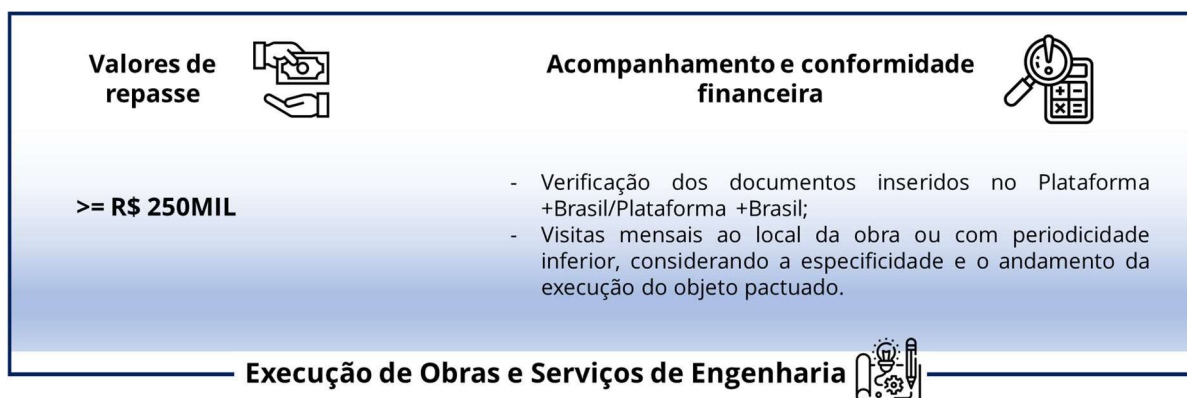 Valores de
repasse
Acompanhamento e conformidade
financeira
>= R$ 250MIL
- Verificação dos documentos inseridos no Plataforma
+Brasil/Plataforma +Brasil;
- Visitas mensais ao local da obra ou com periodicidade
inferior, considerando a especificidade e o andamento da
execução do objeto pactuado.
Execução de Obras e Serviços de Engenharia